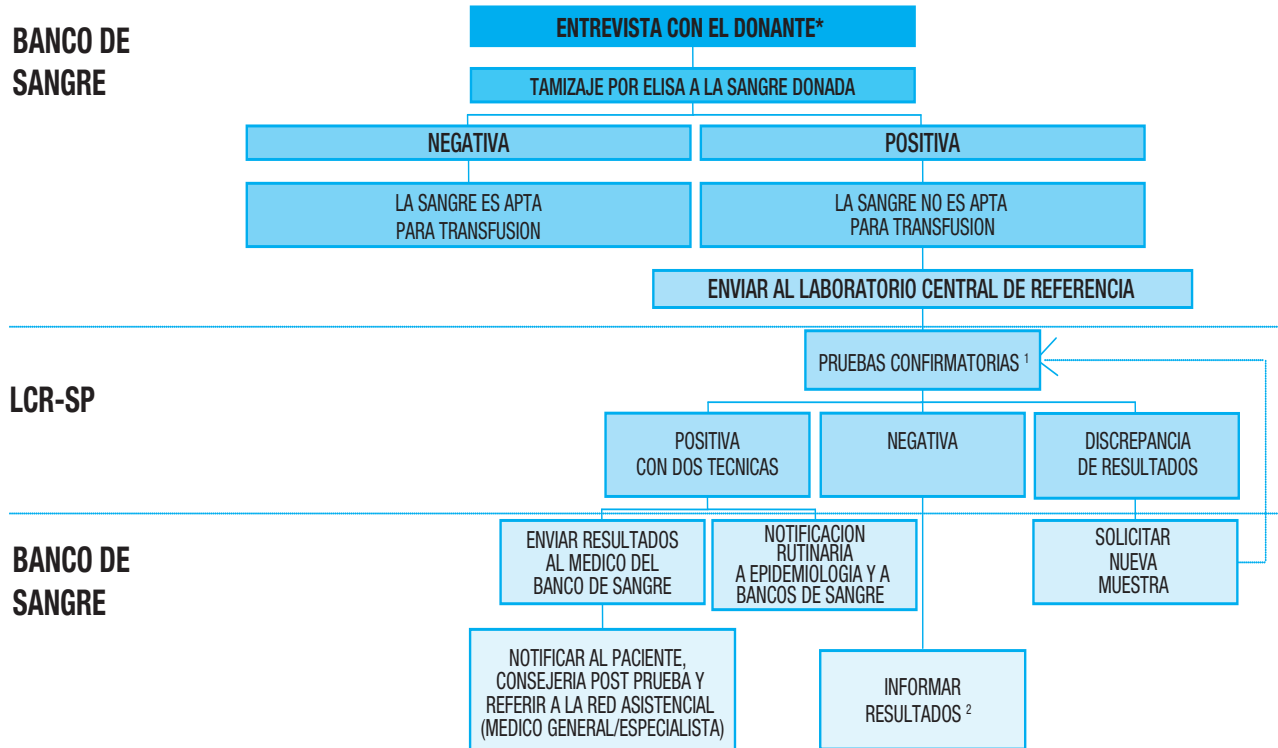 BANCO DE
SANGRE
ENTREVISTA CON EL DONANTE*
TAMIZAJE POR ELISA A LA SANGRE DONADA
NEGATIVA
POSITIVA
LA SANGRE ES APTA
PARA TRANSFUSION
LA SANGRE NO ES APTA
PARA TRANSFUSION
ENVIAR AL LABORATORIO CENTRAL DE REFERENCIA
LCR-SP
PRUEBAS CONFIRMATORIAS 1
POSITIVA
CON DOS TECNICAS
NEGATIVA
DISCREPANCIA
DE RESULTADOS
BANCO DE
SANGRE
ENVIAR RESULTADOS
AL MEDICO DEL
BANCO DE SANGRE
NOTIFICACION
RUTINARIA
A EPIDEMIOLOGIA Y A
BANCOS DE SANGRE
SOLICITAR
NUEVA
MUESTRA
NOTIFICAR AL PACIENTE,
CONSEJERIA POST PRUEBA Y
REFERIR A LA RED ASISTENCIAL
(MEDICO GENERAL/ESPECIALISTA)
INFORMAR
RESULTADOS 2